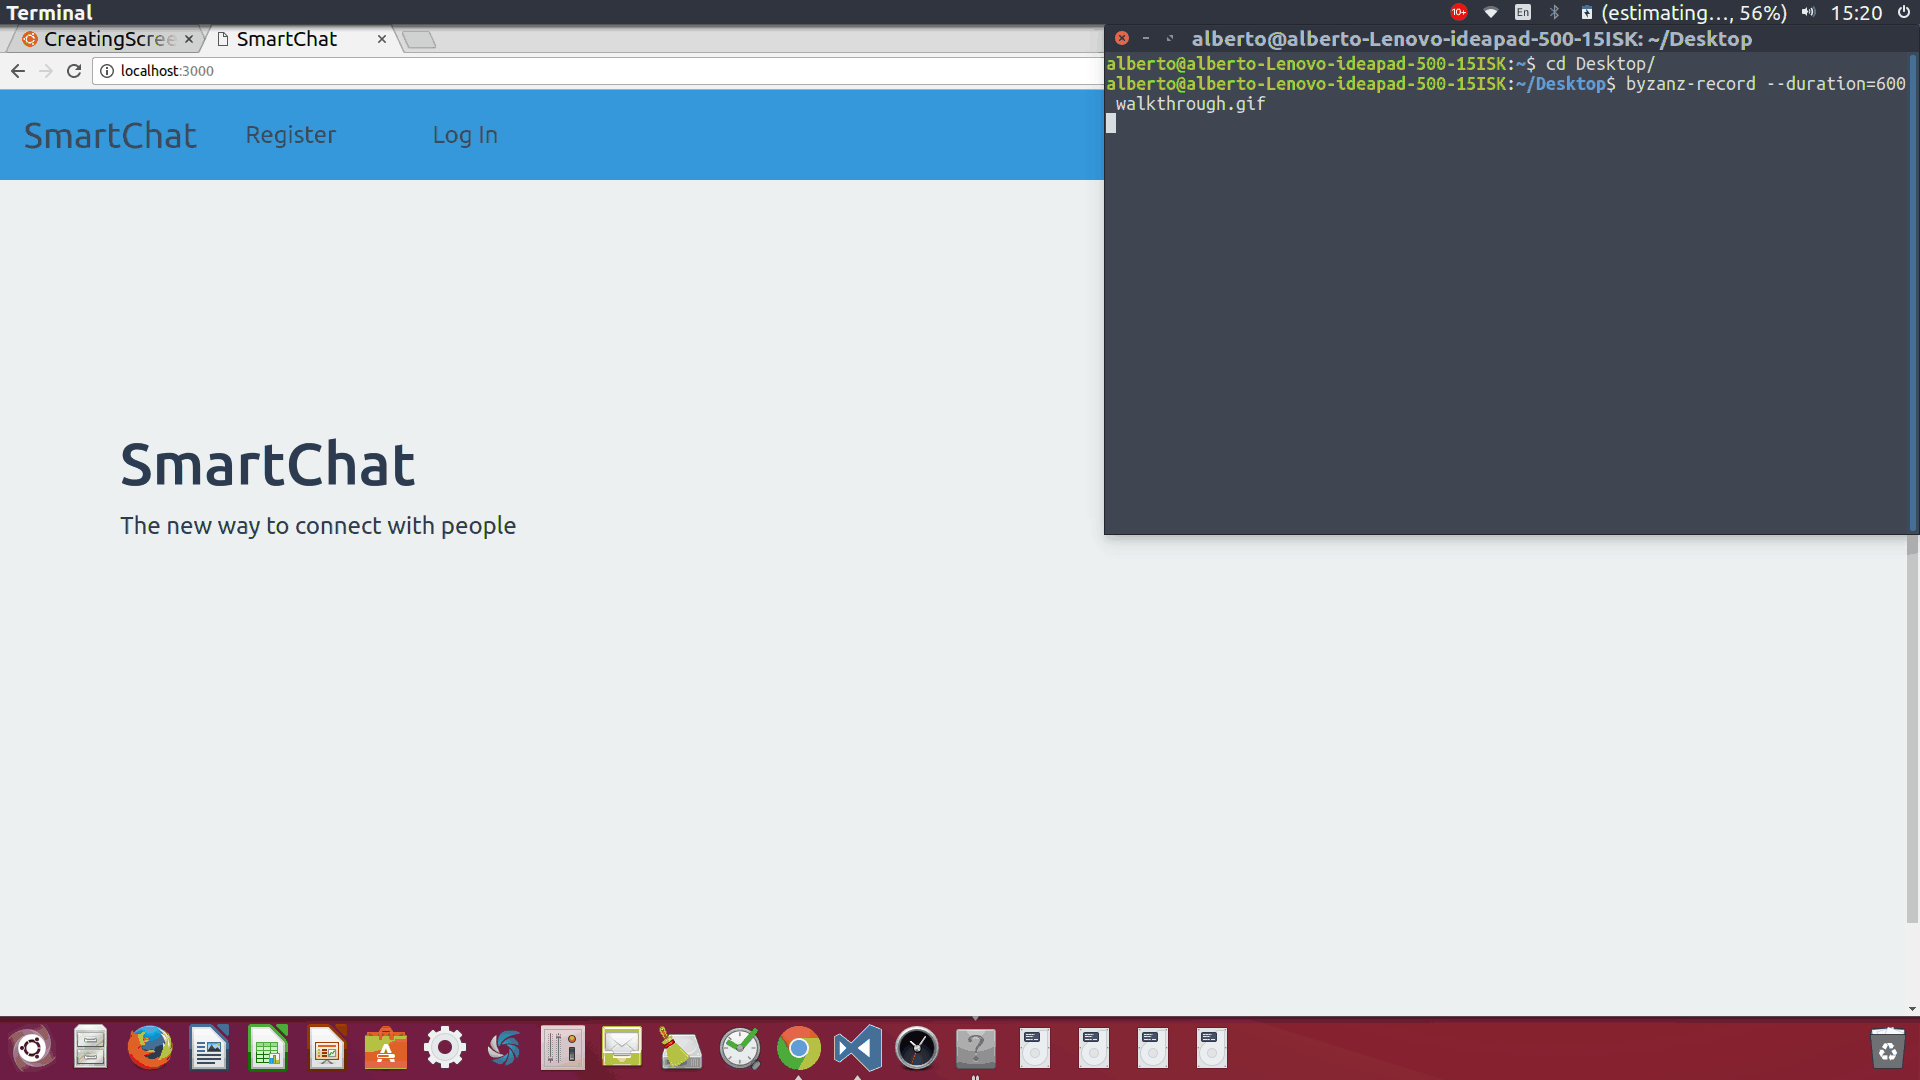 Terminal
10+
En
(estimating..., 56%)
15:20
CreatingScree
SmartChat
localhost:3000
SmartChat
Register
Log In
SmartChat
The new way to connect with people
alberto@alberto-Lenovo-ideapad-500-15ISK: ~/Desktop
alberto@alberto-Lenovo-ideapad-500-15ISK:~$ cd Desktop/
alberto@alberto-Lenovo-ideapad-500-15ISK:~/Desktop$ byzanz-record --duration=600
walkthrough.gif